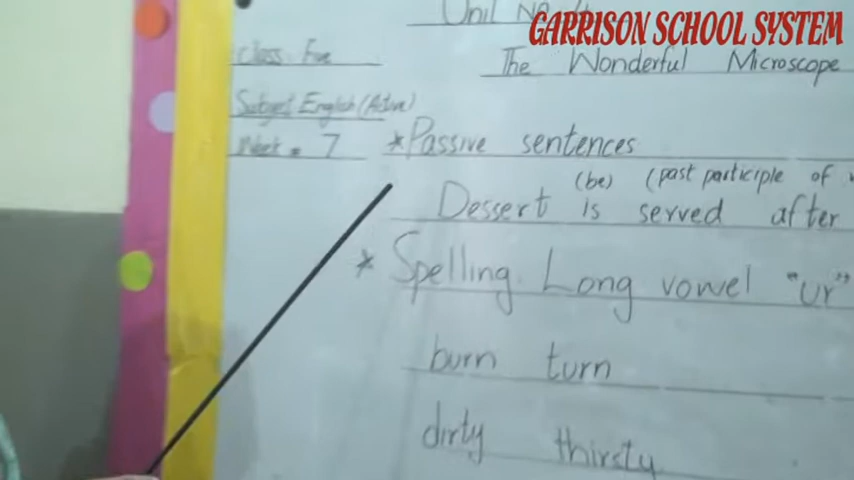 GARRISON SCHOOL SYSTEM
Unit No
Class. Five
The Wonderful Microscope
Subject English (Active)
Week = 7
*Passive sentences
(be) (past participle of
Dessert is served after
* Spelling. Long vowel "ur"
burn turn
dirty thirsty